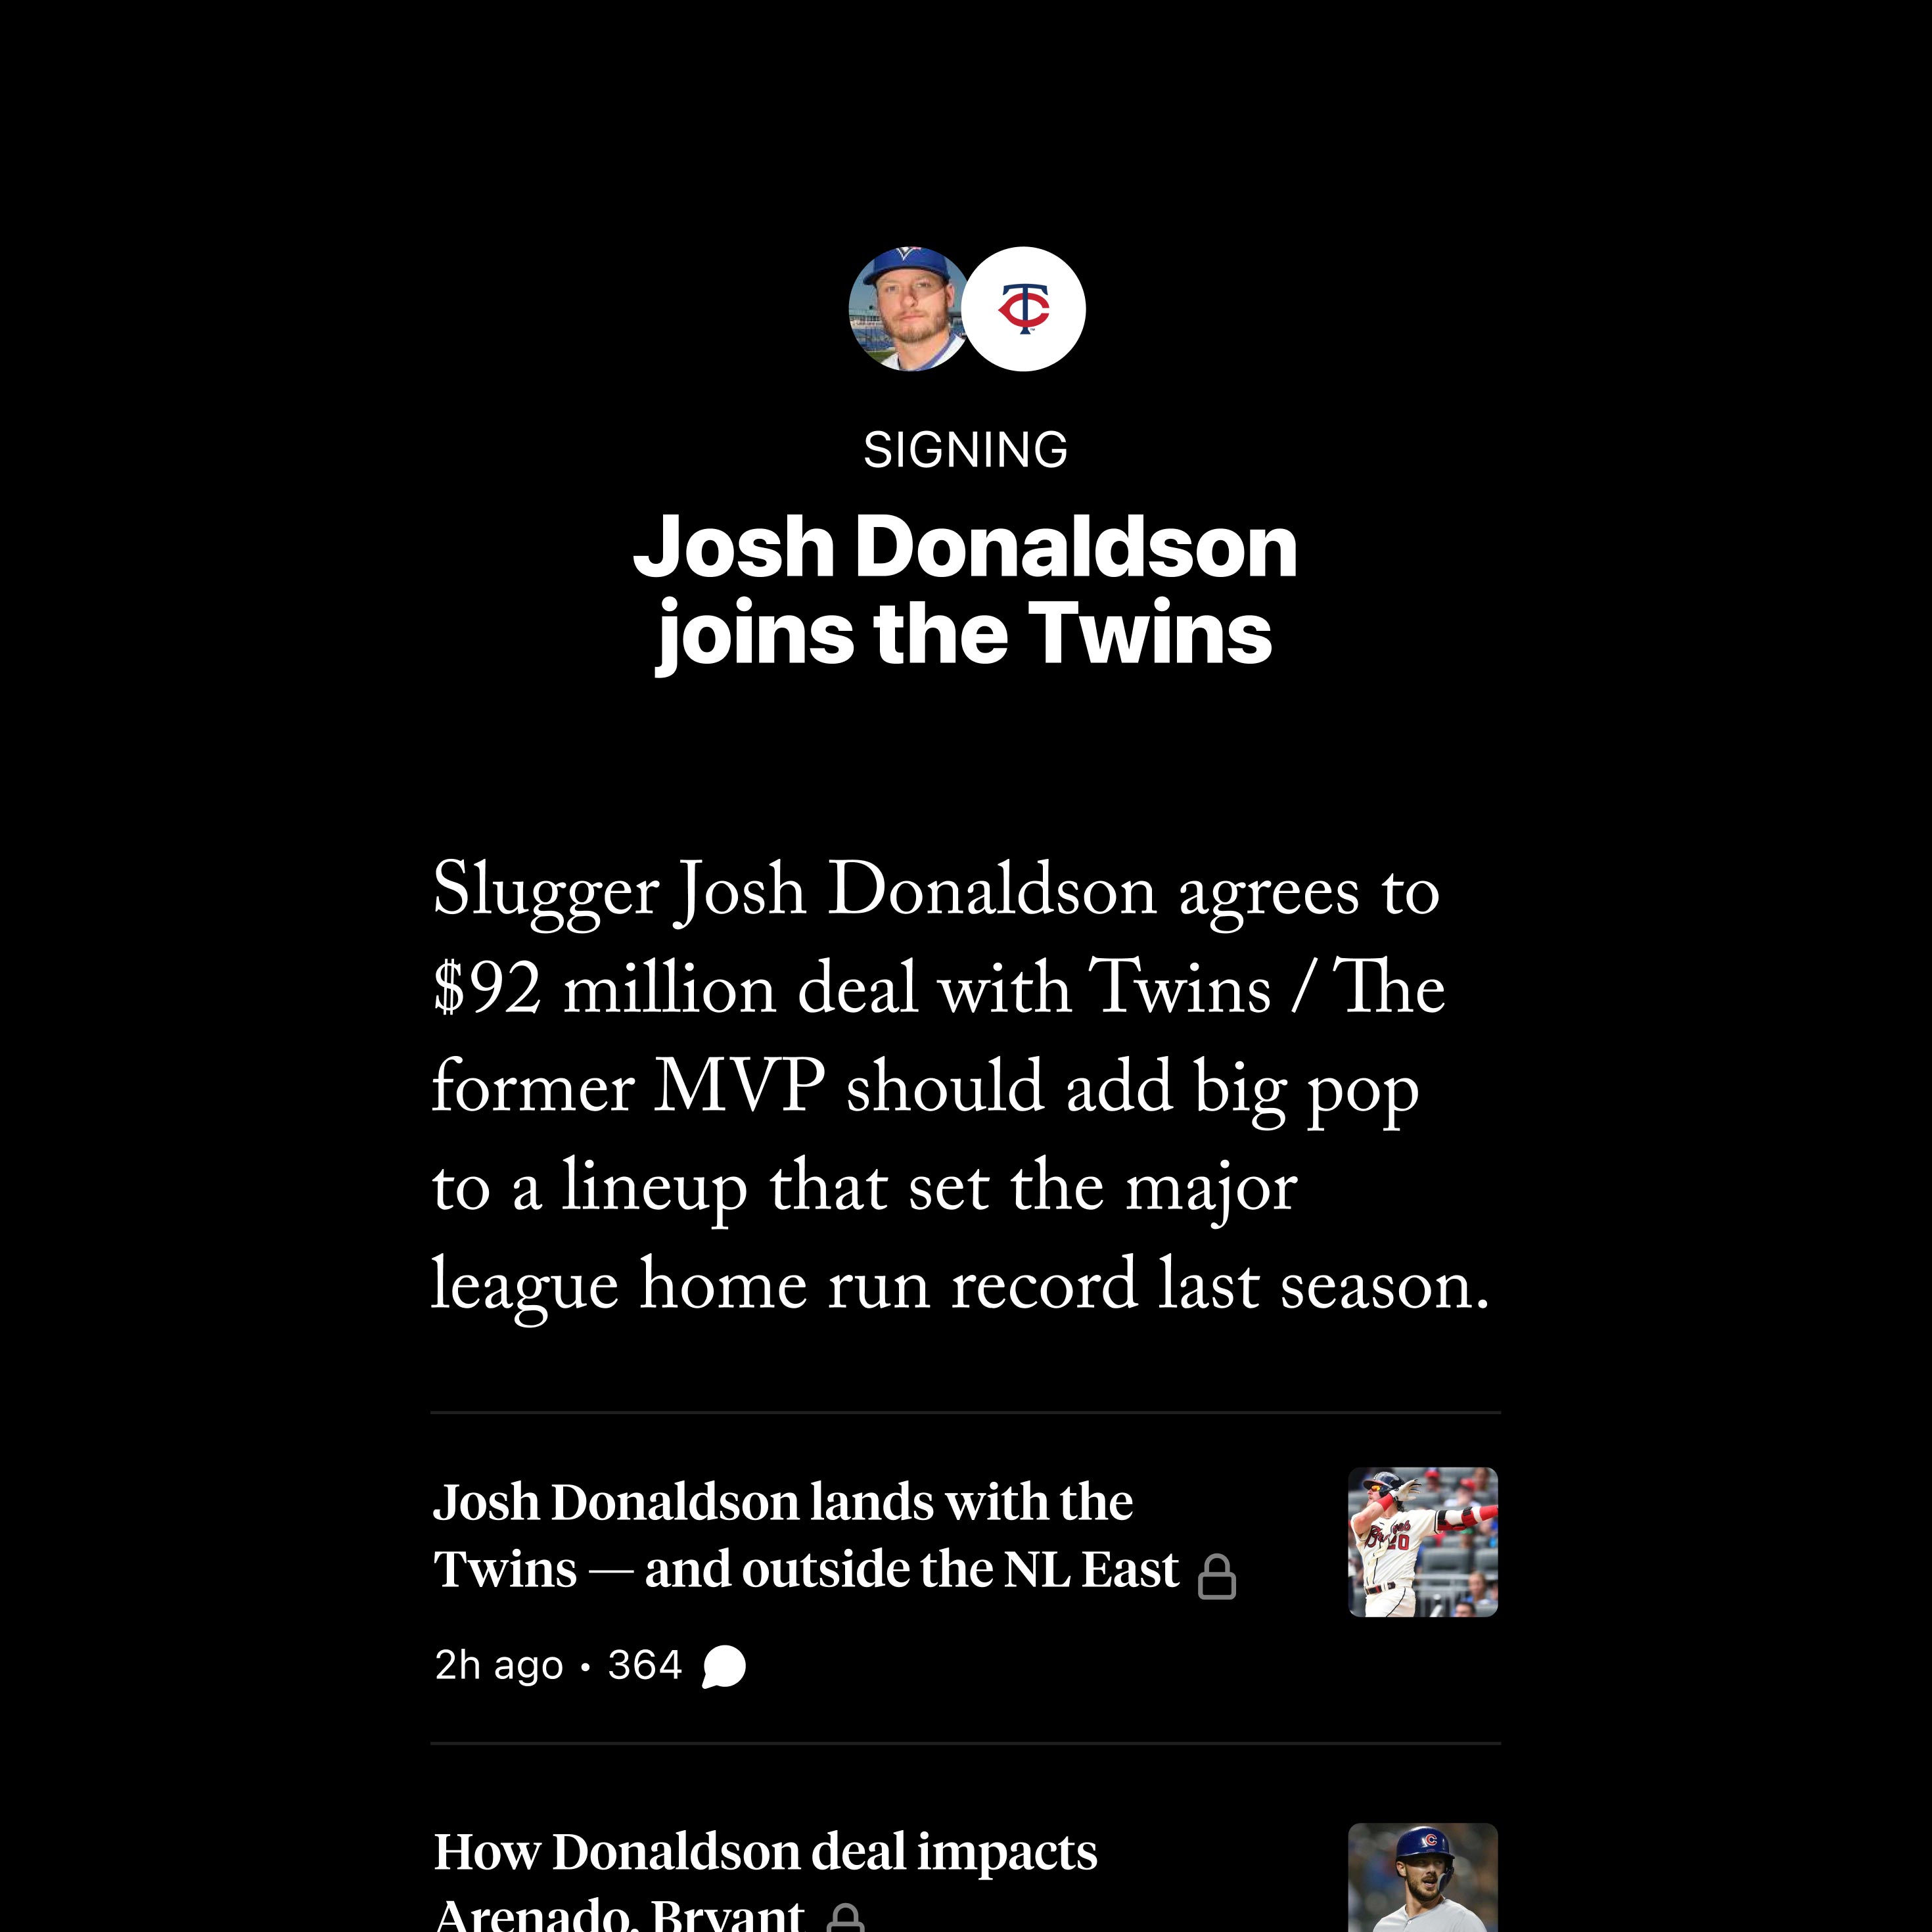 SIGNING
Josh Donaldson
joins the Twins
Slugger Josh Donaldson agrees to
$92 million deal with Twins / The
former MVP should add big pop
to a lineup that set the major
league home run record last season.
Josh Donaldson lands with the
Twins — and outside the NL East
2h ago • 364
How Donaldson deal impacts
Arenado, Bryant